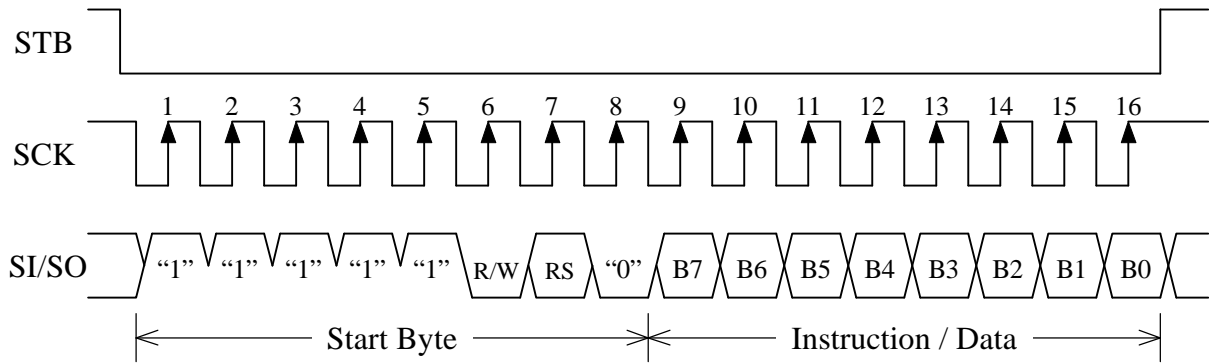 STB
1 2 3 4 5 6 7 8 9 10 11 12 13 14 15 16
SCK
SI/SO “1” “1” “1” “1” “1” R/W RS “0” B7 B6 B5 B4 B3 B2 B1 B0
Start Byte Instruction / Data